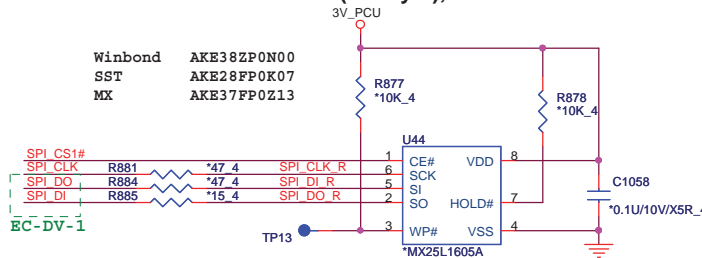 3V_PCU
Winbond AKE38ZP0N00
SST AKE28FP0K07
MX AKE37FP0Z13
R877
*10K_4
R878
*10K_4
U44
SPI_CS1#
1 CE# VDD 8
SPI_CLK R881 *47_4 SPI_CLK_R 6 SCK
SPI_DO R884 *47_4 SPI_DI_R 5 SI
SPI_DI R885 *15_4 SPI_DO_R 2 SO HOLD# 7
C1058
*0.1U/10V/X5R_4
EC-DV-1
TP13 3 WP# VSS 4
*MX25L1605A